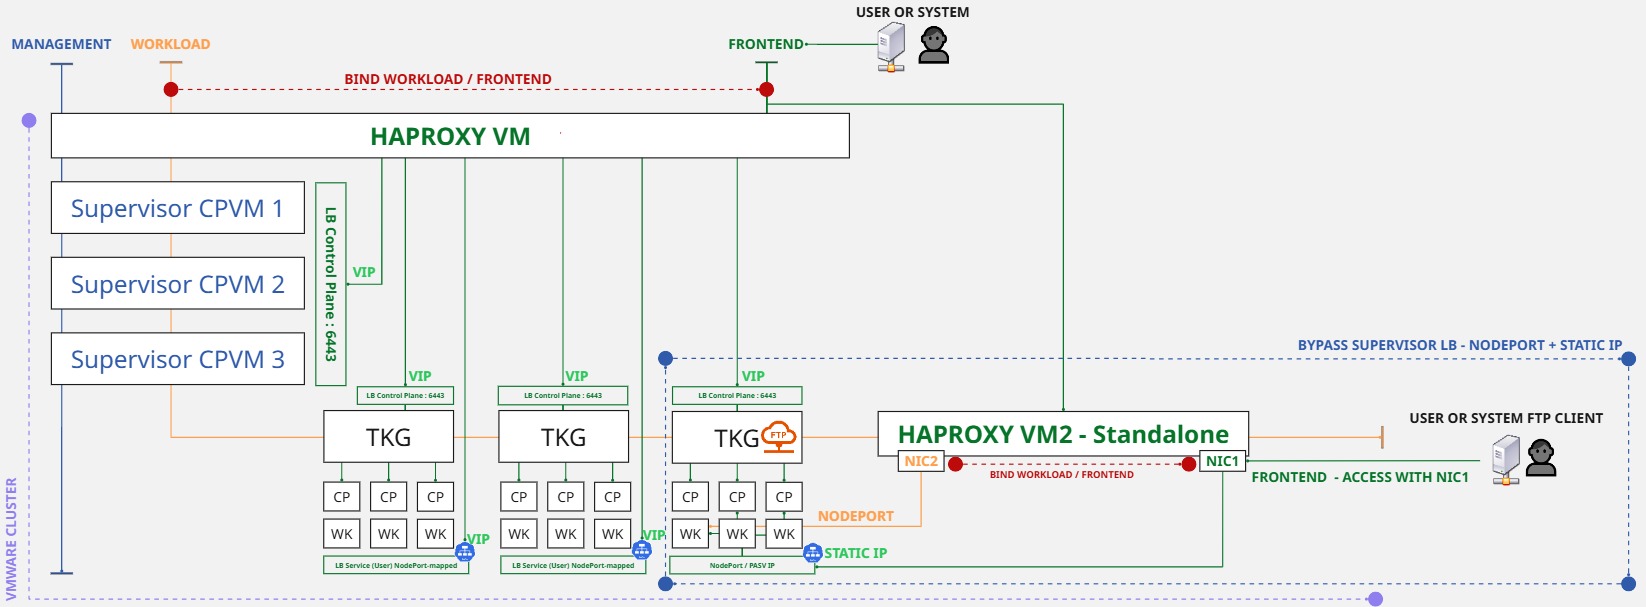 USER OR SYSTEM
MANAGEMENT
WORKLOAD
FRONTEND
BIND WORKLOAD / FRONTEND
HAPROXY VM
Supervisor CPVM 1
Supervisor CPVM 2
Supervisor CPVM 3
LB Control Plane : 6443
VIP
BYPASS SUPERVISOR LB - NODEPORT + STATIC IP
VIP
VIP
VIP
LB Control Plane : 6443
LB Control Plane : 6443
LB Control Plane : 6443
USER OR SYSTEM FTP CLIENT
TKG
TKG
TKG
FTP
HAPROXY VM2 - Standalone
NIC2
BIND WORKLOAD / FRONTEND
NIC1
FRONTEND - ACCESS WITH NIC1
CP
CP
CP
CP
CP
CP
CP
CP
CP
NODEPORT
WK
WK
WK
WK
WK
WK
WK
WK
WK
VIP
VIP
STATIC IP
LB Service (User) NodePort-mapped
LB Service (User) NodePort-mapped
NodePort / PASV IP
VMWARE CLUSTER